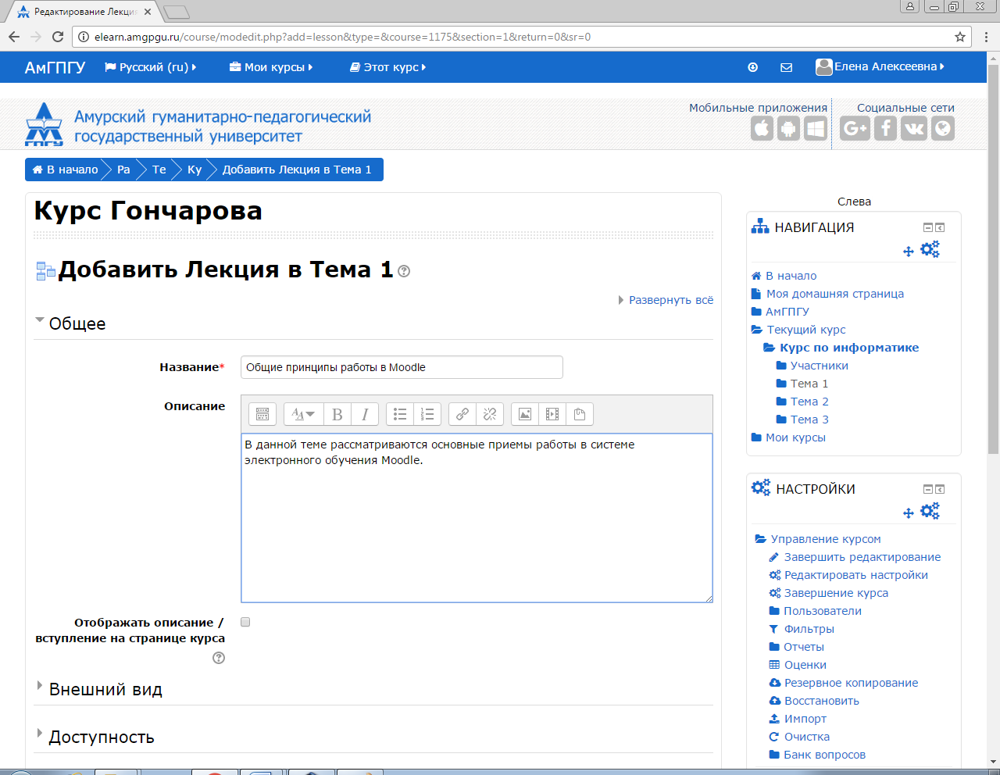 Редактирование Лекция
elearn.amgpgu.ru/course/modedit.php?add=lesson&type=&course=1175&section=1&return=0&sr=0
АмГПГУ
Русский (ru)
Мои курсы
Этот курс
Елена Алексеевна
АмГПГУ
Амурский гуманитарно-педагогический
государственный университет
Мобильные приложения
Социальные сети
В начало
Ра
Те
Ку
Добавить Лекция в Тема 1
Курс Гончарова
Добавить Лекция в Тема 1
Развернуть всё
Общее
Название*
Общие принципы работы в Moodle
Описание
В данной теме рассматриваются основные приемы работы в системе
электронного обучения Moodle.
Отображать описание /
вступление на странице курса
Внешний вид
Доступность
Слева
НАВИГАЦИЯ
В начало
Моя домашняя страница
АмГПГУ
Текущий курс
Курс по информатике
Участники
Тема 1
Тема 2
Тема 3
Мои курсы
НАСТРОЙКИ
Управление курсом
Завершить редактирование
Редактировать настройки
Завершение курса
Пользователи
Фильтры
Отчеты
Оценки
Резервное копирование
Восстановить
Импорт
Очистка
Банк вопросов